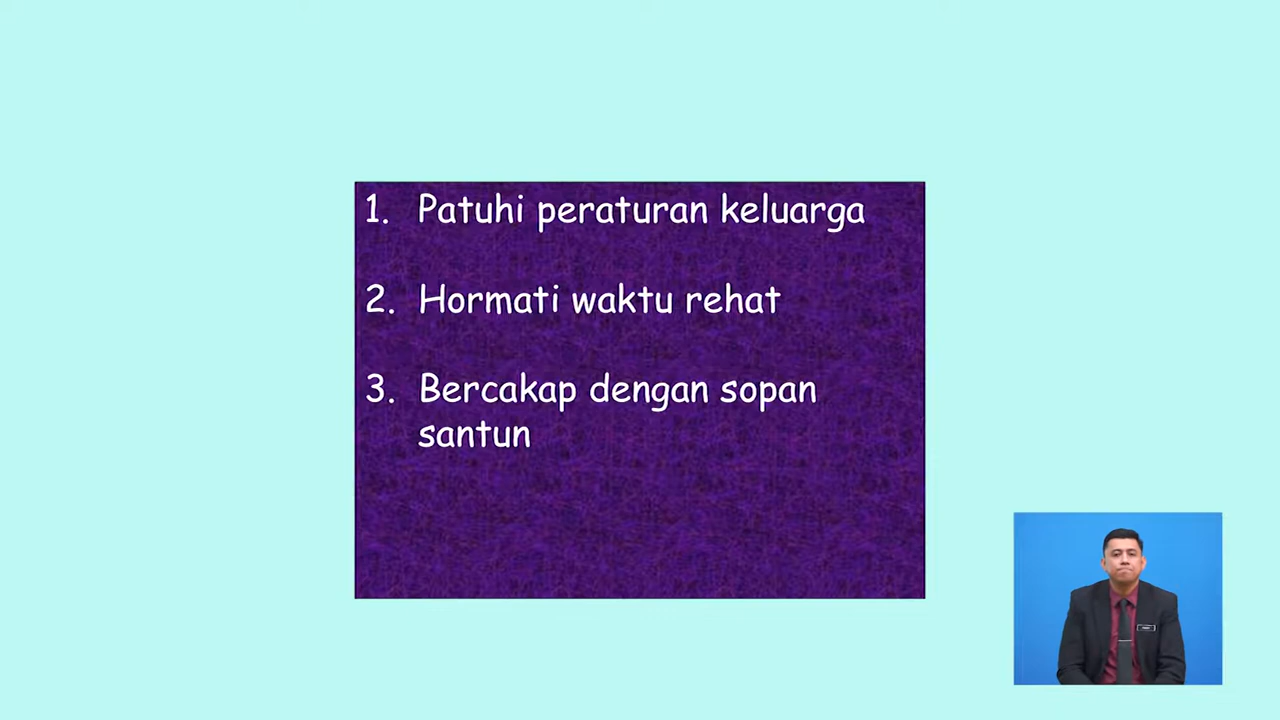 1. Patuhi peraturan keluarga
2. Hormati waktu rehat
3. Bercakap dengan sopan
santun